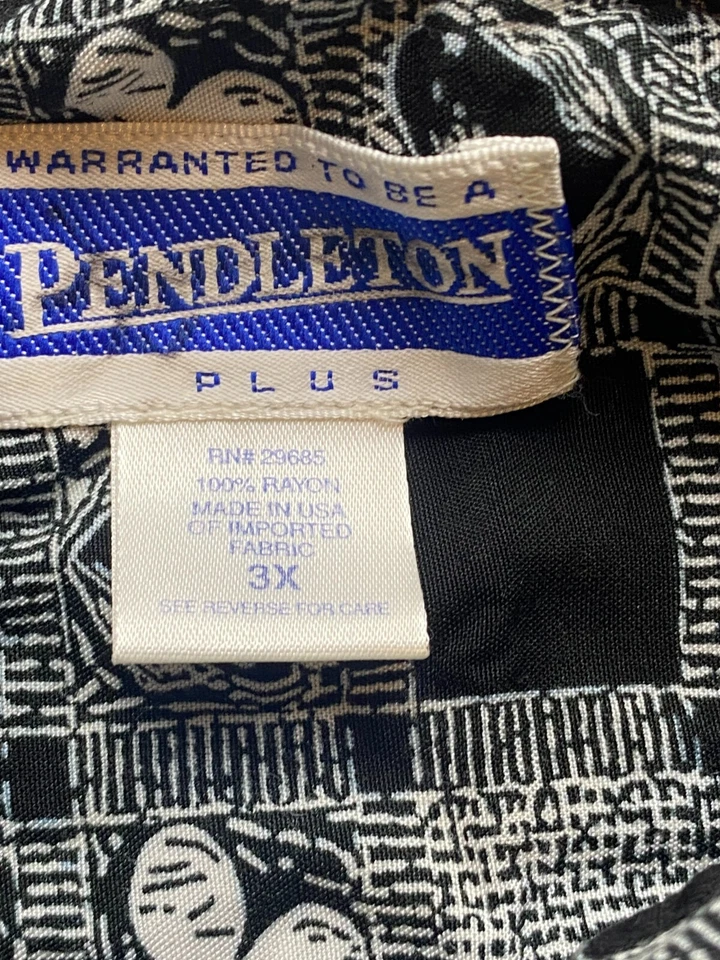 WARRANTED TO BE A
PENDLETON
PLUS
RN# 29685
100% RAYON
MADE IN USA
OF IMPORTED
FABRIC
3X
SEE REVERSE FOR CARE